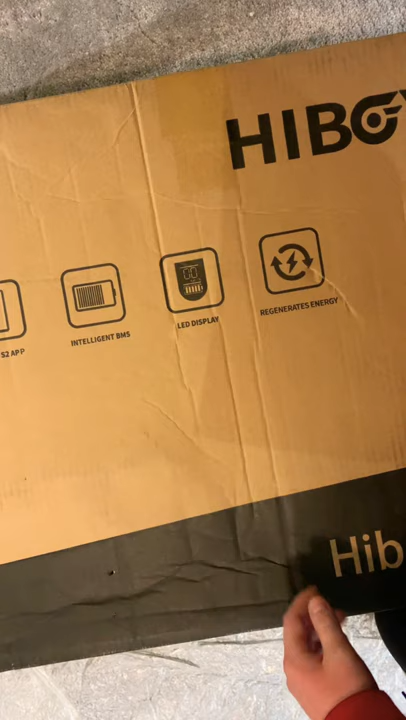 HIBO
S2 APP
INTELLIGENT BMS
LED DISPLAY
REGENERATES ENERGY
Hib